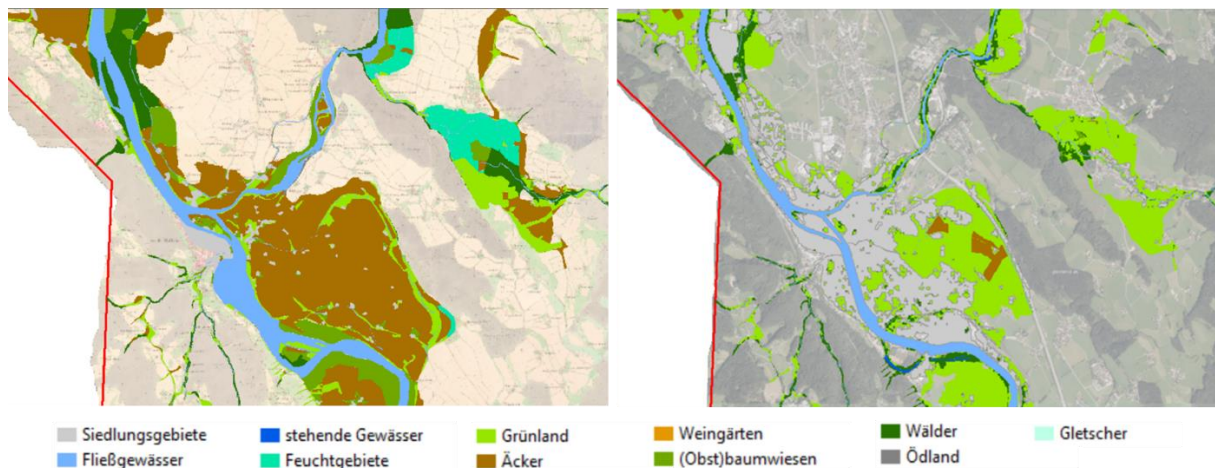 Siedlungsgebiete
stehende Gewässer
Grünland
Weingärten
Wälder
Gletscher
Fließgewässer
Feuchtgebiete
Äcker
(Obst)baumwiesen
Ödland